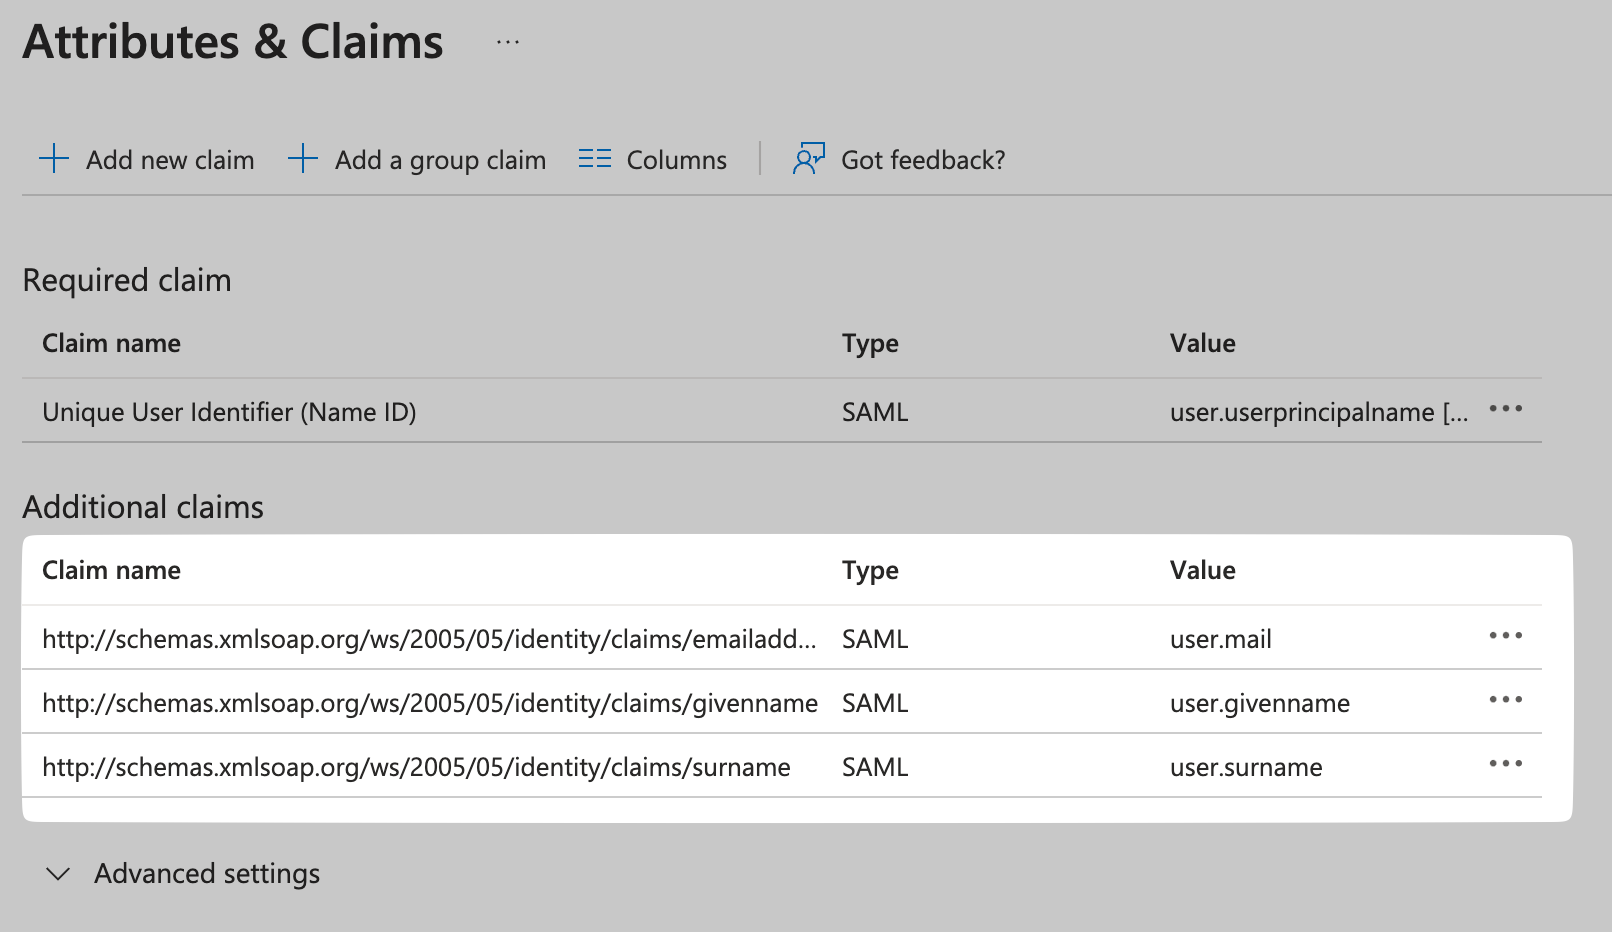 Attributes & Claims ...
Add new claim Add a group claim Columns Got feedback?
Required claim
Claim name Type Value
Unique User Identifier (Name ID) SAML user.userprincipalname [...
Additional claims
Claim name Type Value
http://schemas.xmlsoap.org/ws/2005/05/identity/claims/emailadd... SAML user.mail
http://schemas.xmlsoap.org/ws/2005/05/identity/claims/givenname SAML user.givenname
http://schemas.xmlsoap.org/ws/2005/05/identity/claims/surname SAML user.surname
Advanced settings